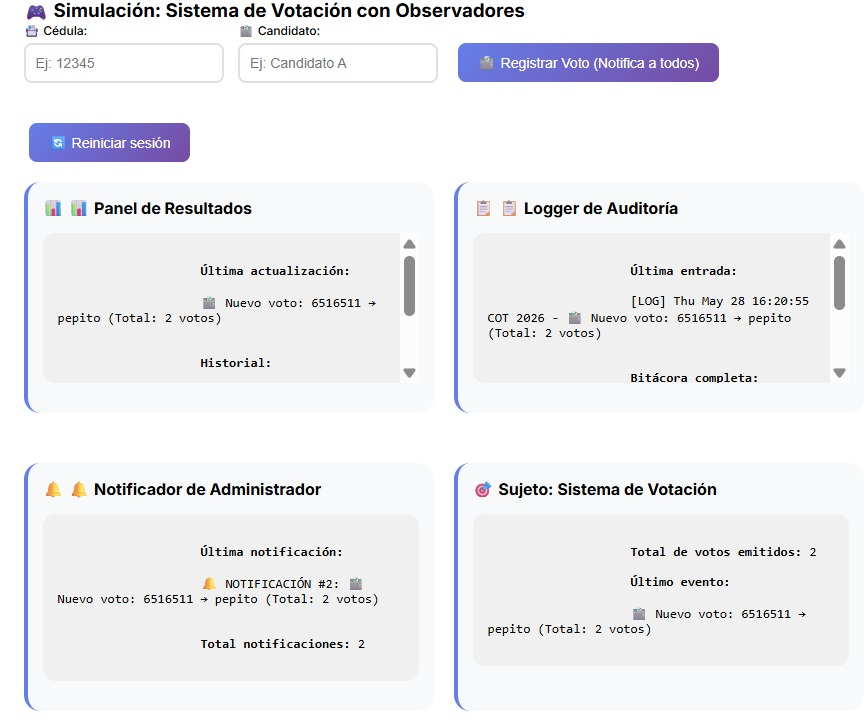 🎮 Simulación: Sistema de Votación con Observadores
🗳️ Cédula:
🗳️ Candidato:
Ej: 12345
Ej: Candidato A
🗳️ Registrar Voto (Notifica a todos)
🔄 Reiniciar sesión
📊 📊 Panel de Resultados
Última actualización:
🗳️ Nuevo voto: 6516511 →
pepito (Total: 2 votos)
Historial:
📋 📋 Logger de Auditoría
Última entrada:
[LOG] Thu May 28 16:20:55
COT 2026 - 🗳️ Nuevo voto: 6516511 → pepito
(Total: 2 votos)
Bitácora completa:
🔔 🔔 Notificador de Administrador
Última notificación:
🔔 NOTIFICACIÓN #2: 🗳️
Nuevo voto: 6516511 → pepito (Total: 2 votos)
Total notificaciones: 2
🎯 Sujeto: Sistema de Votación
Total de votos emitidos: 2
Último evento:
🗳️ Nuevo voto: 6516511 →
pepito (Total: 2 votos)